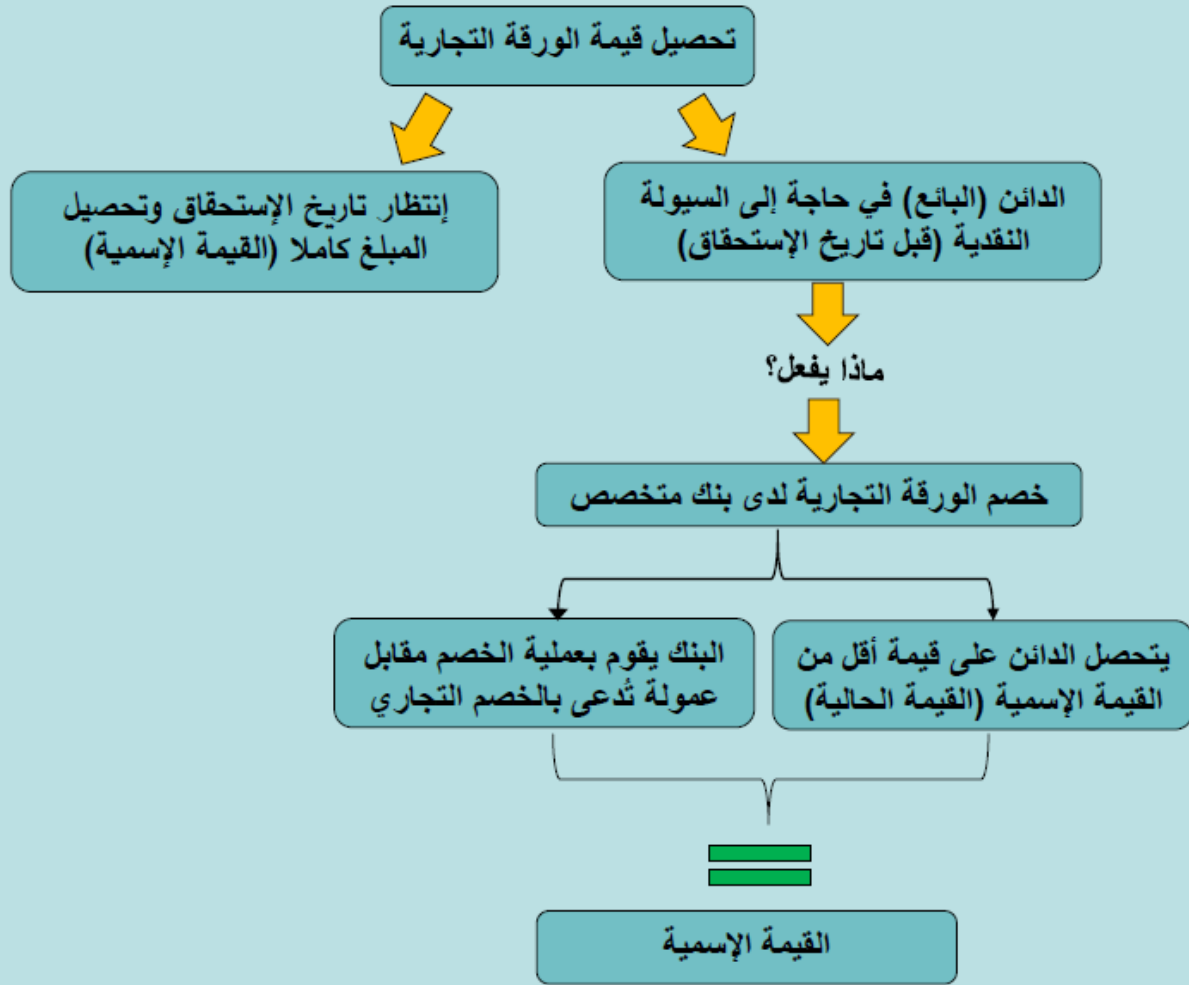 تحصيل قيمة الورقة التجارية
الدائن (البائع) في حاجة إلى السيولة
النقدية (قبل تاريخ الإستحقاق)
إنتظار تاريخ الإستحقاق وتحصيل
المبلغ كاملا (القيمة الإسمية)
ماذا يفعل؟
خصم الورقة التجارية لدى بنك متخصص
يتحصل الدائن على قيمة أقل من
القيمة الإسمية (القيمة الحالية)
البنك يقوم بعملية الخصم مقابل
عمولة تُدعى بالخصم التجاري
القيمة الإسمية